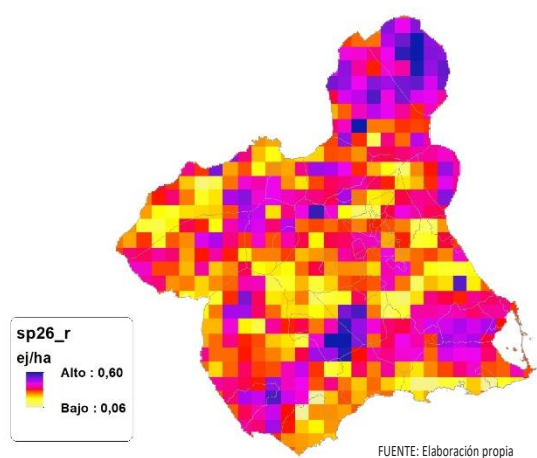 sp26_r
ej/ha
Alto : 0,60
Bajo : 0,06
FUENTE: Elaboración propia